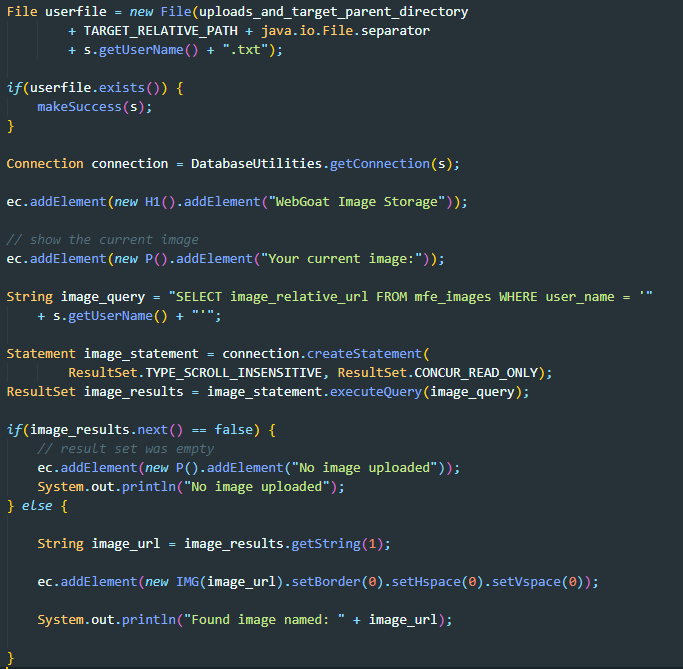 File userfile = new File(uploads_and_target_parent_directory
        + TARGET_RELATIVE_PATH + java.io.File.separator
        + s.getUserName() + ".txt");

if(userfile.exists()) {
    makeSuccess(s);
}

Connection connection = DatabaseUtilities.getConnection(s);

ec.addElement(new H1().addElement("WebGoat Image Storage"));

// show the current image
ec.addElement(new P().addElement("Your current image:"));

String image_query = "SELECT image_relative_url FROM mfe_images WHERE user_name = '"
    + s.getUserName() + "'";

Statement image_statement = connection.createStatement(
        ResultSet.TYPE_SCROLL_INSENSITIVE, ResultSet.CONCUR_READ_ONLY);
ResultSet image_results = image_statement.executeQuery(image_query);

if(image_results.next() == false) {
    // result set was empty
    ec.addElement(new P().addElement("No image uploaded"));
    System.out.println("No image uploaded");
} else {

    String image_url = image_results.getString(1);

    ec.addElement(new IMG(image_url).setBorder(0).setHspace(0).setVspace(0));

    System.out.println("Found image named: " + image_url);

}